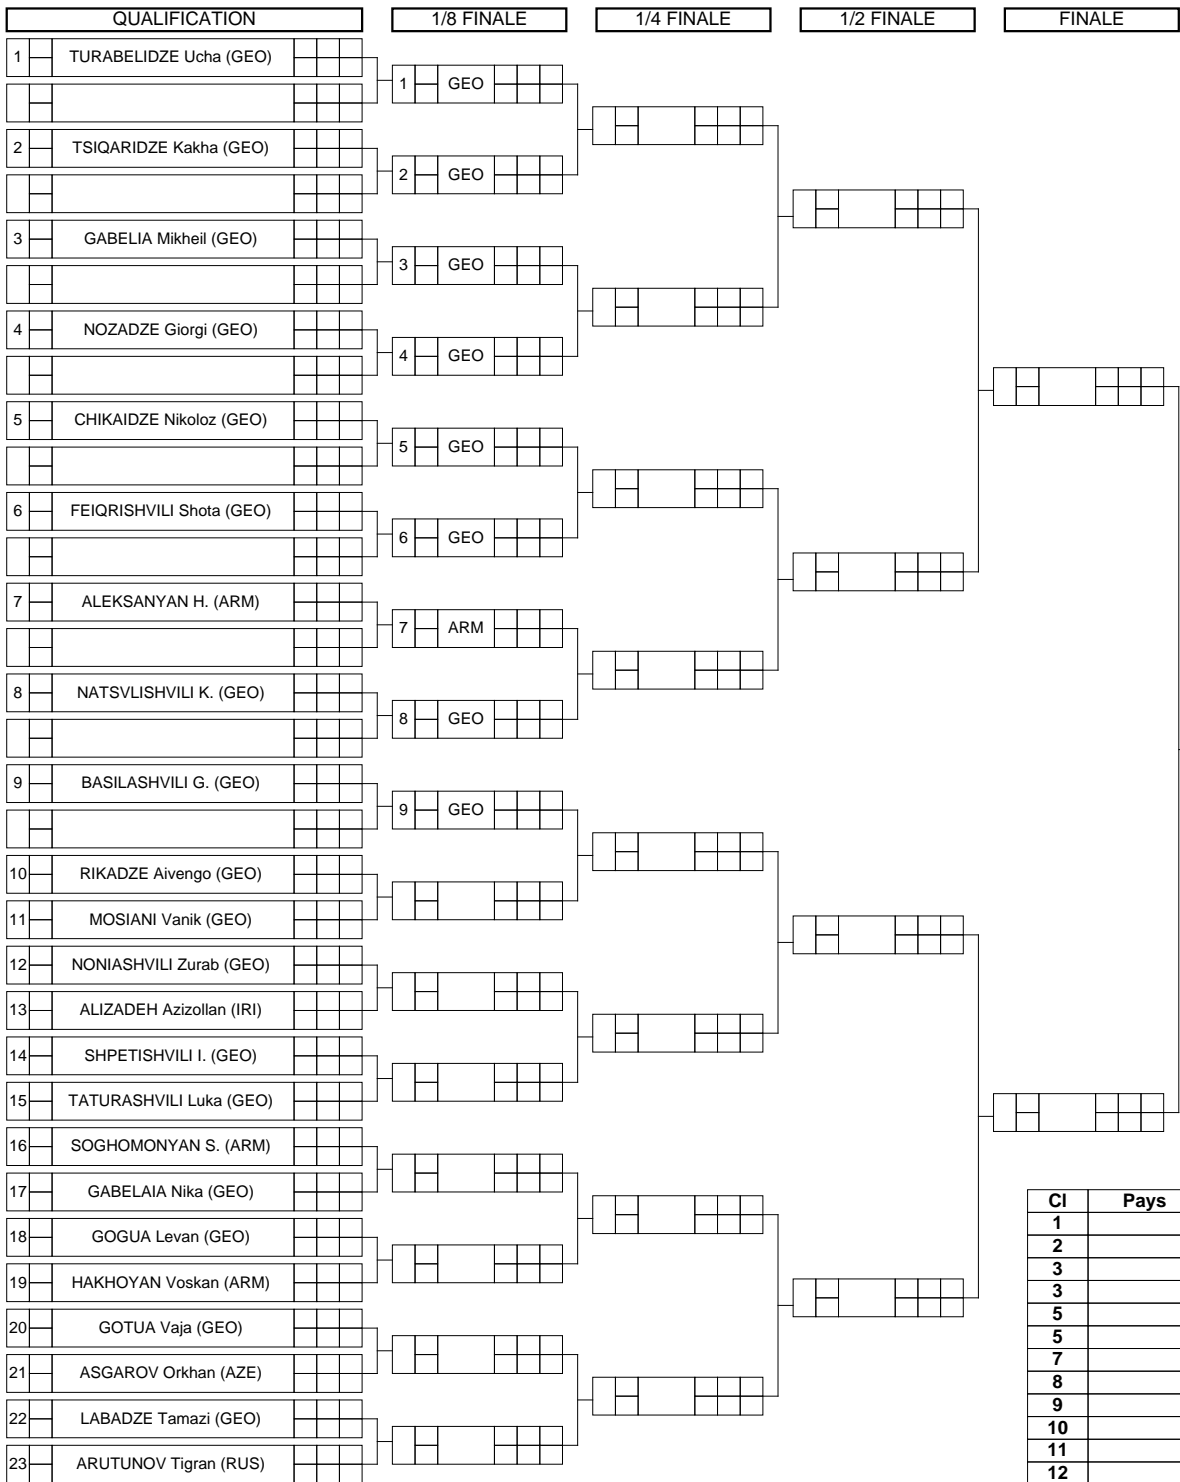 QUALIFICATION 1/8 FINALE 1/4 FINALE 1/2 FINALE FINALE
1 TURABELIDZE Ucha (GEO)
1 GEO
2 TSIQARIDZE Kakha (GEO)
2 GEO
3 GABELIA Mikheil (GEO)
3 GEO
4 NOZADZE Giorgi (GEO)
4 GEO
5 CHIKAIDZE Nikoloz (GEO)
5 GEO
6 FEIQRISHVILI Shota (GEO)
6 GEO
7 ALEKSANYAN H. (ARM)
7 ARM
8 NATSVLISHVILI K. (GEO)
8 GEO
9 BASILASHVILI G. (GEO)
9 GEO
10 RIKADZE Aivengo (GEO)
11 MOSIANI Vanik (GEO)
12 NONIASHVILI Zurab (GEO)
13 ALIZADEH Azizollan (IRI)
14 SHPETISHVILI I. (GEO)
15 TATURASHVILI Luka (GEO)
16 SOGHOMONYAN S. (ARM)
17 GABELAIA Nika (GEO)
18 GOGUA Levan (GEO)
19 HAKHOYAN Voskan (ARM)
20 GOTUA Vaja (GEO)
21 ASGAROV Orkhan (AZE)
22 LABADZE Tamazi (GEO)
23 ARUTUNOV Tigran (RUS)
Cl Pays
1
2
3
3
5
5
7
8
9
10
11
12